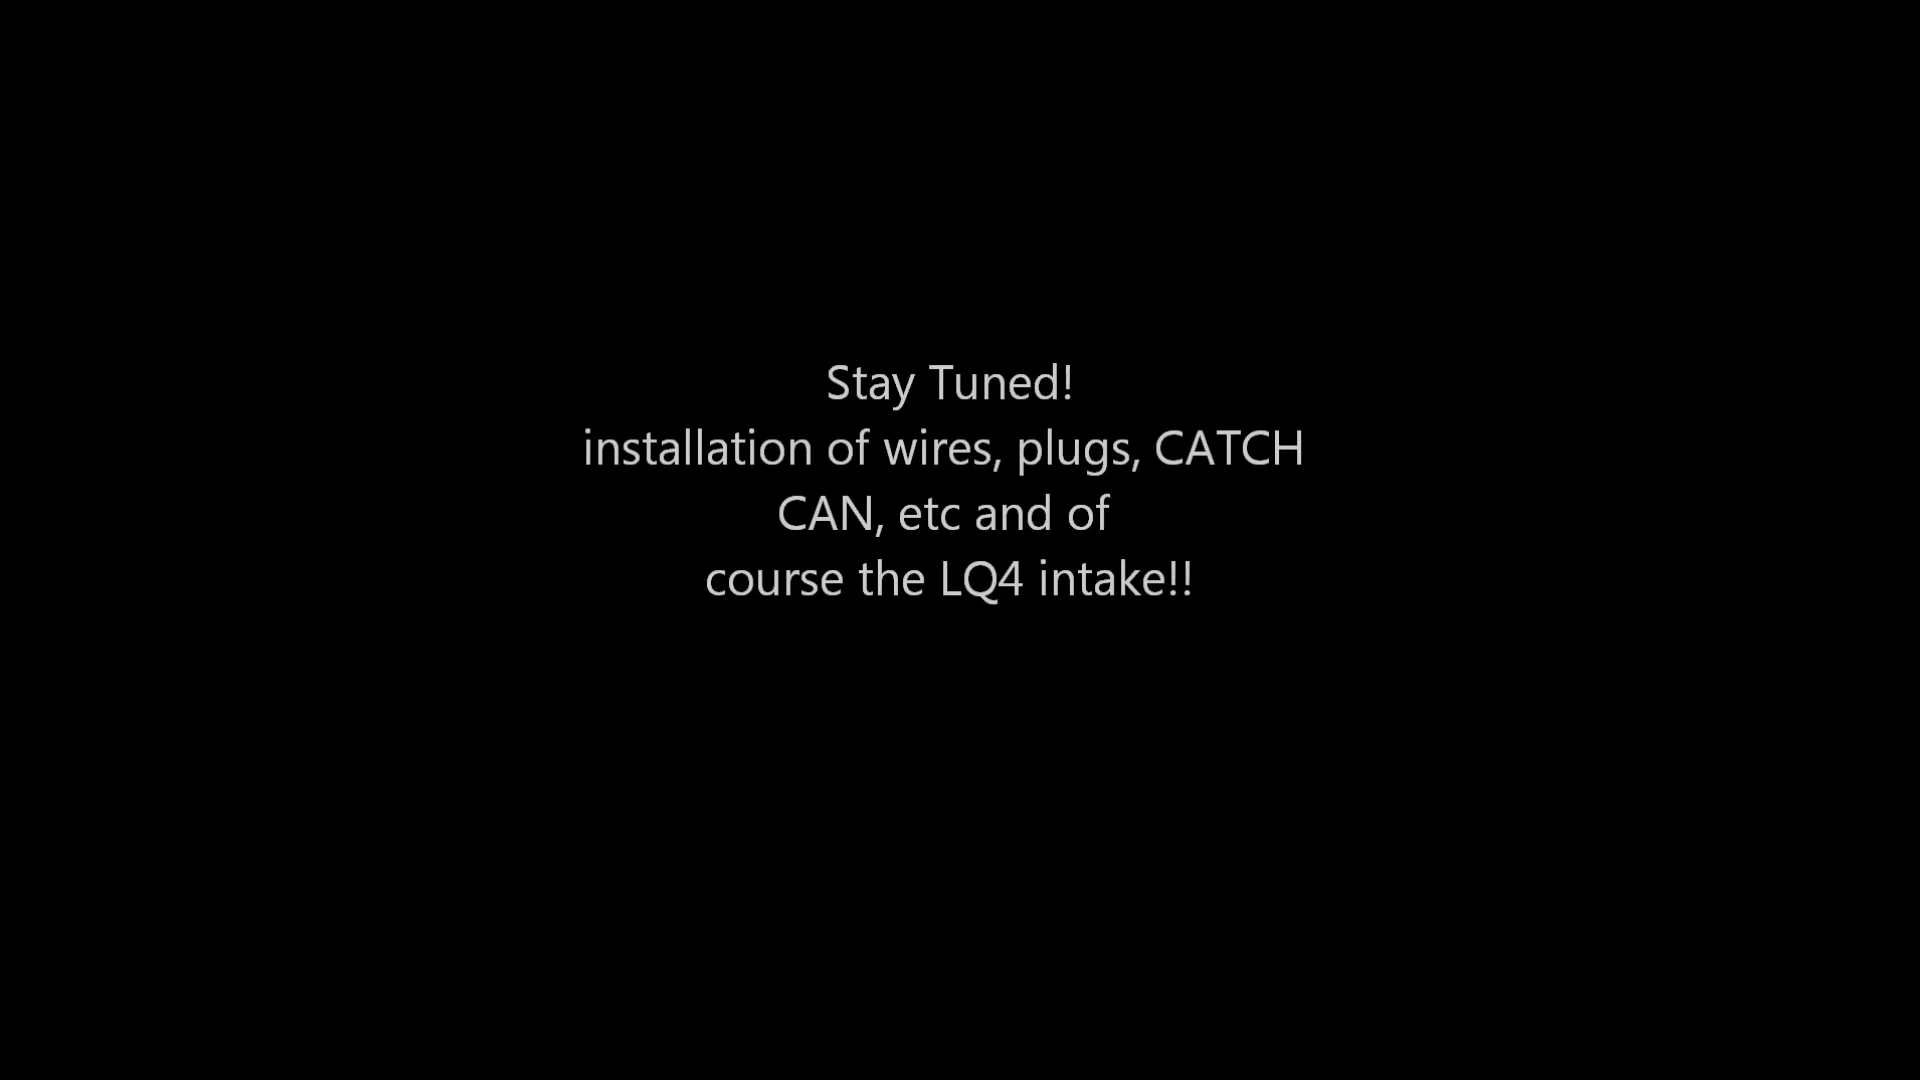 Stay Tuned!
installation of wires, plugs, CATCH
CAN, etc and of
course the LQ4 intake!!